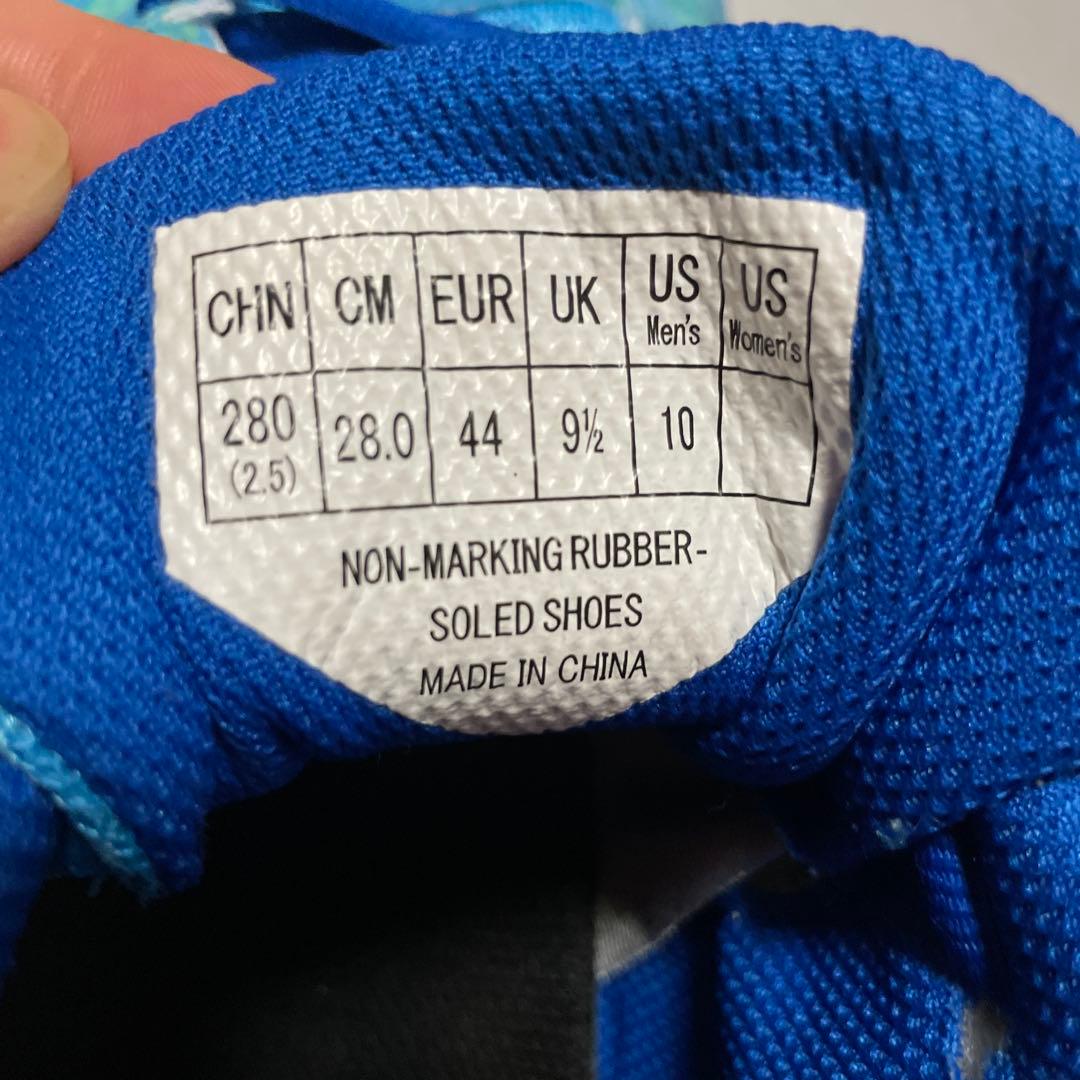 CHN CM EUR UK US Men's US Women's
280 (2.5) 28.0 44 9½ 10
NON-MARKING RUBBER-
SOLED SHOES
MADE IN CHINA